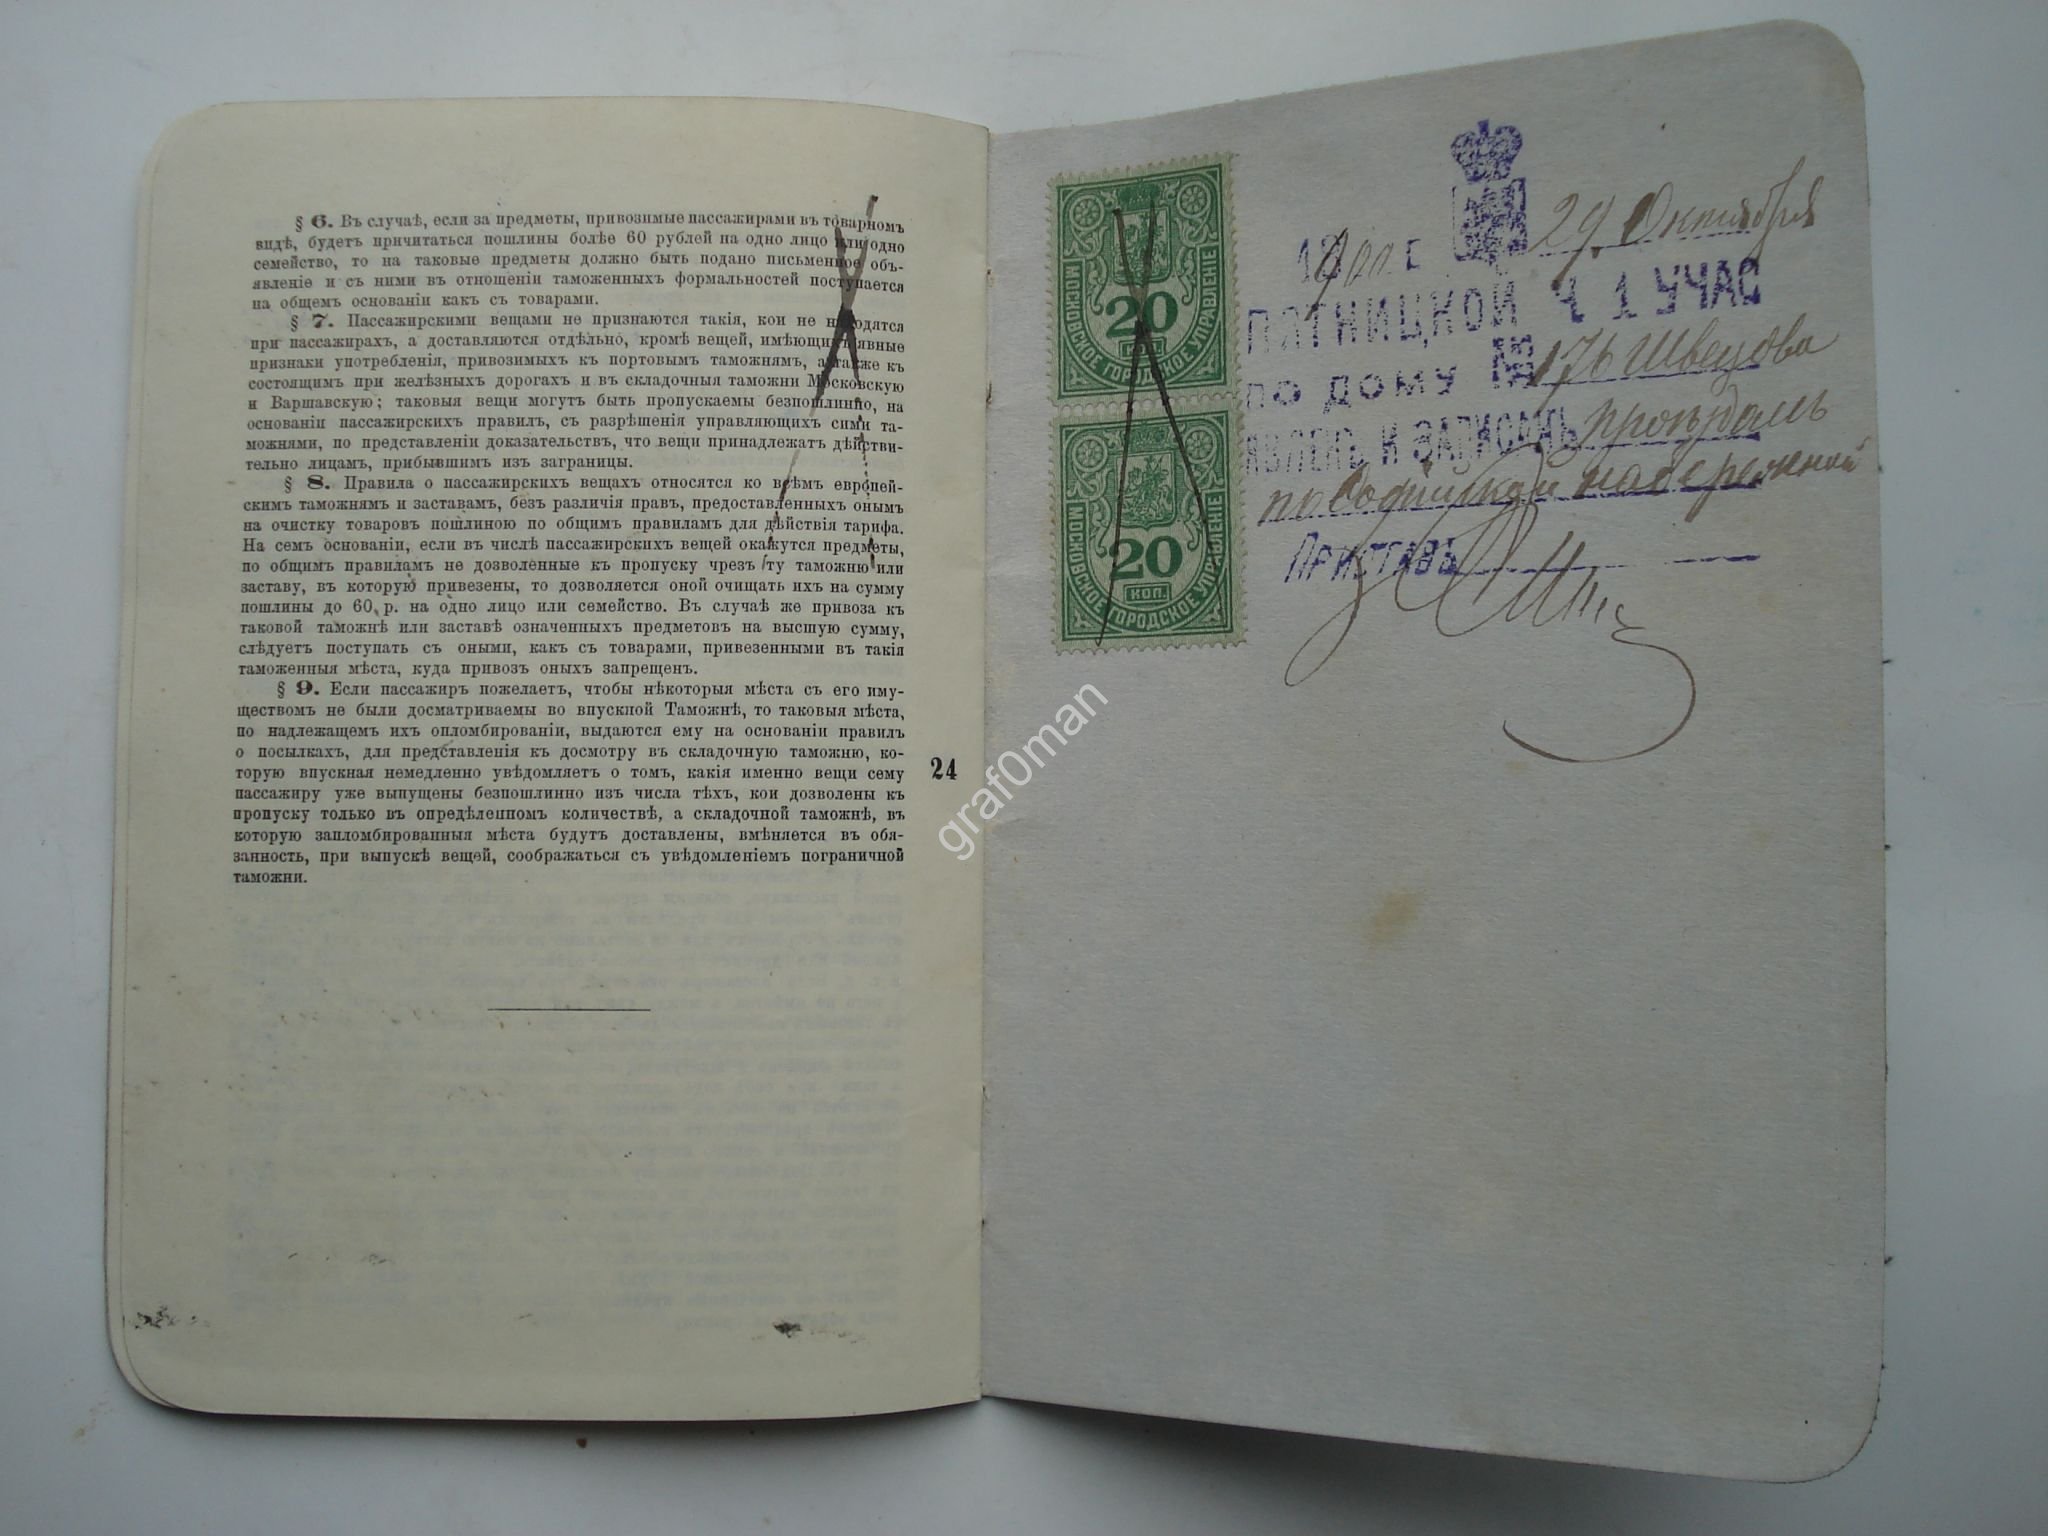 § 6. Въ случаѣ, если за предметы, привозимые пассажирами въ товарномъ
видѣ, будетъ причитаться пошлины болѣе 60 рублей на одно лицо или одно
семейство, то на таковые предметы должно быть подано письменное объ-
явленіе и съ ними въ отношеніи таможенныхъ формальностей поступается
на общемъ основаніи какъ съ товарами.
§ 7. Пассажирскими вещами не признаются такія, кои не находятся
при пассажирахъ, а доставляются отдѣльно, кромѣ вещей, имѣющихъ явные
признаки употребленія, привозимыхъ къ портовымъ таможнямъ, а также къ
состоящимъ при желѣзныхъ дорогахъ и въ складочныя таможни Московскую
и Варшавскую; таковыя вещи могутъ быть пропускаемы безпошлинно, на
основаніи пассажирскихъ правилъ, съ разрѣшенія управляющихъ сими та-
можнями, по представленіи доказательствъ, что вещи принадлежатъ дѣйстви-
тельно лицамъ, прибывшимъ изъ заграницы.
§ 8. Правила о пассажирскихъ вещахъ относятся ко всѣмъ европей-
скимъ таможнямъ и заставамъ, безъ различія правъ, предоставленныхъ онымъ
на очистку товаровъ пошлиною по общимъ правиламъ для дѣйствія тарифа.
На семъ основаніи, если въ числѣ пассажирскихъ вещей окажутся предметы,
по общимъ правиламъ не дозволенные къ пропуску чрезъ ту таможню или
заставу, въ которую привезены, то дозволяется оной очищать ихъ на сумму
пошлины до 60 р. на одно лицо или семейство. Въ случаѣ же привоза къ
таковой таможнѣ или заставѣ означенныхъ предметовъ на высшую сумму,
слѣдуетъ поступать съ оными, какъ съ товарами, привезенными въ такія
таможенныя мѣста, куда привозъ оныхъ запрещенъ.
§ 9. Если пассажиръ пожелаетъ, чтобы нѣкоторыя мѣста съ его иму-
ществомъ не были досматриваемы во впускной Таможнѣ, то таковыя мѣста,
по надлежащемъ ихъ опломбированіи, выдаются ему на основаніи правилъ
о посылкахъ, для представленія къ досмотру въ складочную таможню, ко-
торую впускная немедленно увѣдомляетъ о томъ, какія именно вещи сему
пассажиру уже выпущены безпошлинно изъ числа тѣхъ, кои дозволены къ
пропуску только въ опредѣленномъ количествѣ, а складочной таможнѣ, въ
которую запломбированныя мѣста будутъ доставлены, вмѣняется въ обя-
занность, при выпускѣ вещей, соображаться съ увѣдомленіемъ пограничной
таможни.
24
МОСКОВСКОЕ ГОРОДСКОЕ УПРАВЛЕНІЕ
20
КОП.
МОСКОВСКОЕ ГОРОДСКОЕ УПРАВЛЕНІЕ
20
КОП.
29 Октября
ПЯТНИЦКОЙ Ч 1 УЧАС
ПО ДОМУ № 176 Швецова
ЯВЛЕНЪ И ЗАПИСАНЪ проѣздомъ
по Софійской набережной
ПРИСТАВЪ
graf0man